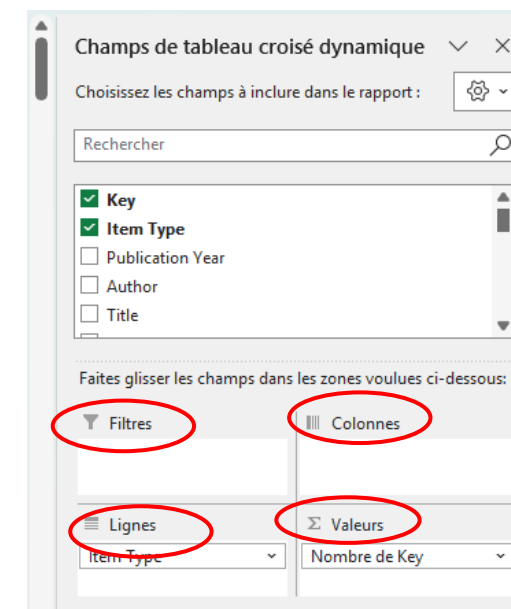 Champs de tableau croisé dynamique
Choisissez les champs à inclure dans le rapport :
Rechercher
Key
Item Type
Publication Year
Author
Title
Faites glisser les champs dans les zones voulues ci-dessous:
Filtres
Colonnes
Lignes
Σ Valeurs
Item Type
Nombre de Key